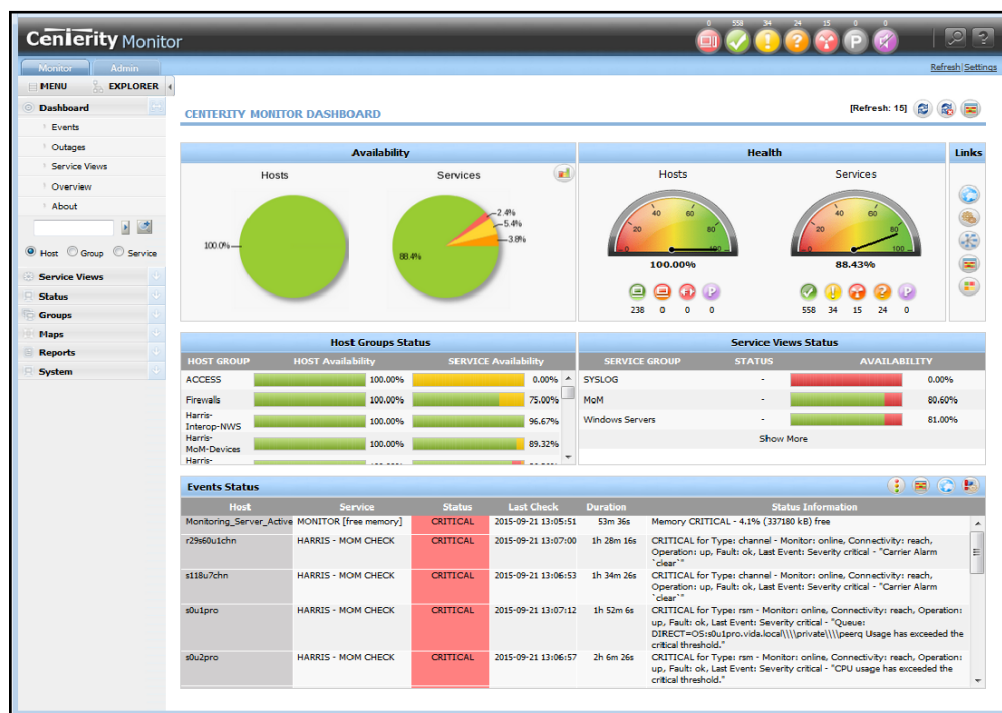 0 558 34 24 15 0 0
CenTerity Monitor
Monitor Admin
Refresh|Settings
MENU EXPLORER
Dashboard
Events
Outages
Service Views
Overview
About
Host Group Service
Service Views
Status
Groups
Maps
Reports
System
CENTERITY MONITOR DASHBOARD
[Refresh: 15]
Availability
Hosts Services
100.0%
2.4%
5.4%
3.8%
88.4%
Health
Hosts Services
0 20 40 60 80 100
0 20 40 60 80 100
100.00% 88.43%
238 0 0 0
558 34 15 24 0
Links
Host Groups Status
HOST GROUP HOST Availability SERVICE Availability
ACCESS 100.00% 0.00%
Firewalls 100.00% 75.00%
Harris-
Interop-NWS 100.00% 96.67%
Harris-
MoM-Devices 100.00% 89.32%
Harris-
Service Views Status
SERVICE GROUP STATUS AVAILABILITY
SYSLOG - 0.00%
MoM - 80.60%
Windows Servers - 81.00%
Show More
Events Status
Host Service Status Last Check Duration Status Information
Monitoring_Server_Active MONITOR [free memory] CRITICAL 2015-09-21 13:05:51 53m 36s Memory CRITICAL - 4.1% (337180 kB) free
r29s60u1chn HARRIS - MOM CHECK CRITICAL 2015-09-21 13:07:00 1h 28m 16s CRITICAL for Type: channel - Monitor: online, Connectivity: reach,
Operation: up, Fault: ok, Last Event: Severity critical - "Carrier Alarm
`clear`"
s118u7chn HARRIS - MOM CHECK CRITICAL 2015-09-21 13:06:53 1h 34m 26s CRITICAL for Type: channel - Monitor: online, Connectivity: reach,
Operation: up, Fault: ok, Last Event: Severity critical - "Carrier Alarm
`clear`"
s0u1pro HARRIS - MOM CHECK CRITICAL 2015-09-21 13:07:12 1h 52m 6s CRITICAL for Type: rsm - Monitor: online, Connectivity: reach, Operation:
up, Fault: ok, Last Event: Severity critical - "Queue:
DIRECT=OS:s0u1pro.vida.local\\\\private\\\\peerq Usage has exceeded the
critical threshold."
s0u2pro HARRIS - MOM CHECK CRITICAL 2015-09-21 13:06:57 2h 6m 26s CRITICAL for Type: rsm - Monitor: online, Connectivity: reach, Operation:
up, Fault: ok, Last Event: Severity critical - "CPU usage has exceeded the
critical threshold."